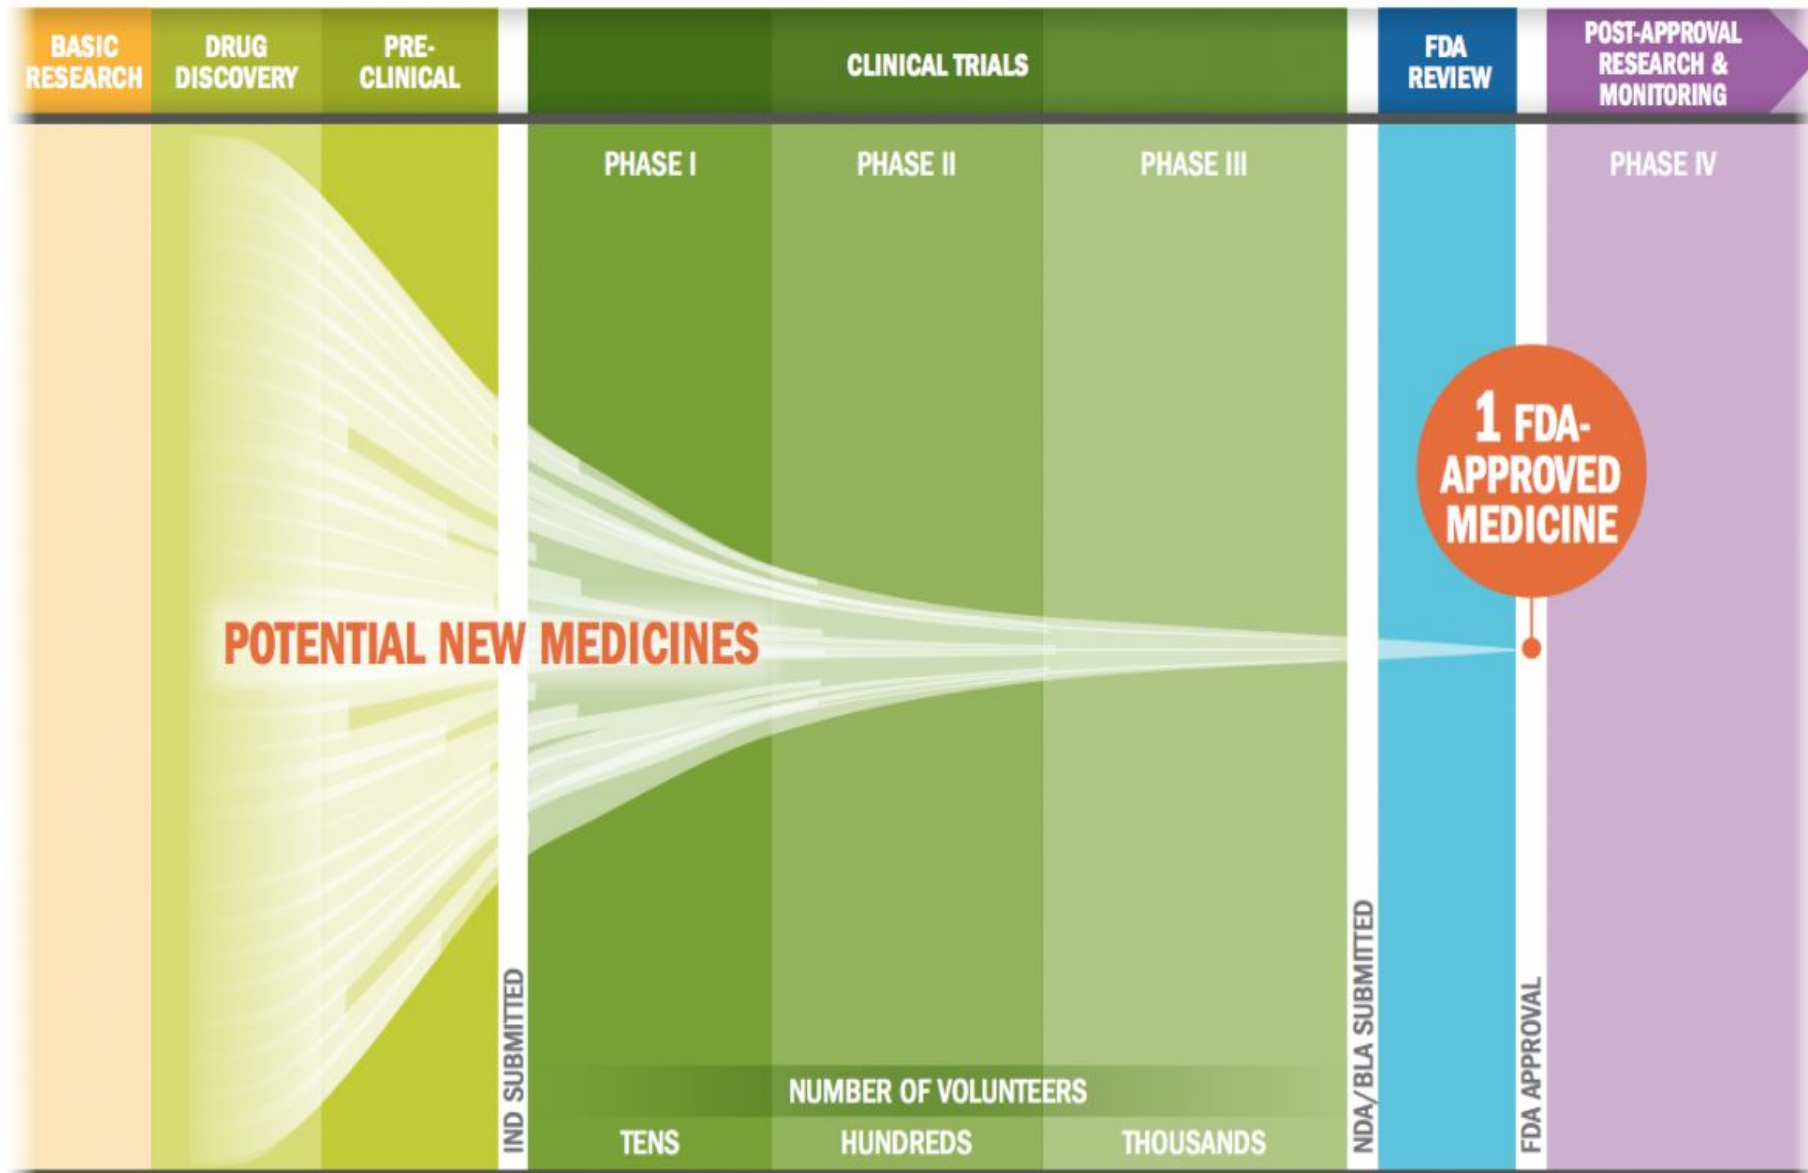 BASIC
RESEARCH
DRUG
DISCOVERY
PRE-
CLINICAL
CLINICAL TRIALS
FDA
REVIEW
POST-APPROVAL
RESEARCH &
MONITORING
PHASE I
PHASE II
PHASE III
PHASE IV
1 FDA-
APPROVED
MEDICINE
POTENTIAL NEW MEDICINES
IND SUBMITTED
NDA/BLA SUBMITTED
FDA APPROVAL
NUMBER OF VOLUNTEERS
TENS
HUNDREDS
THOUSANDS